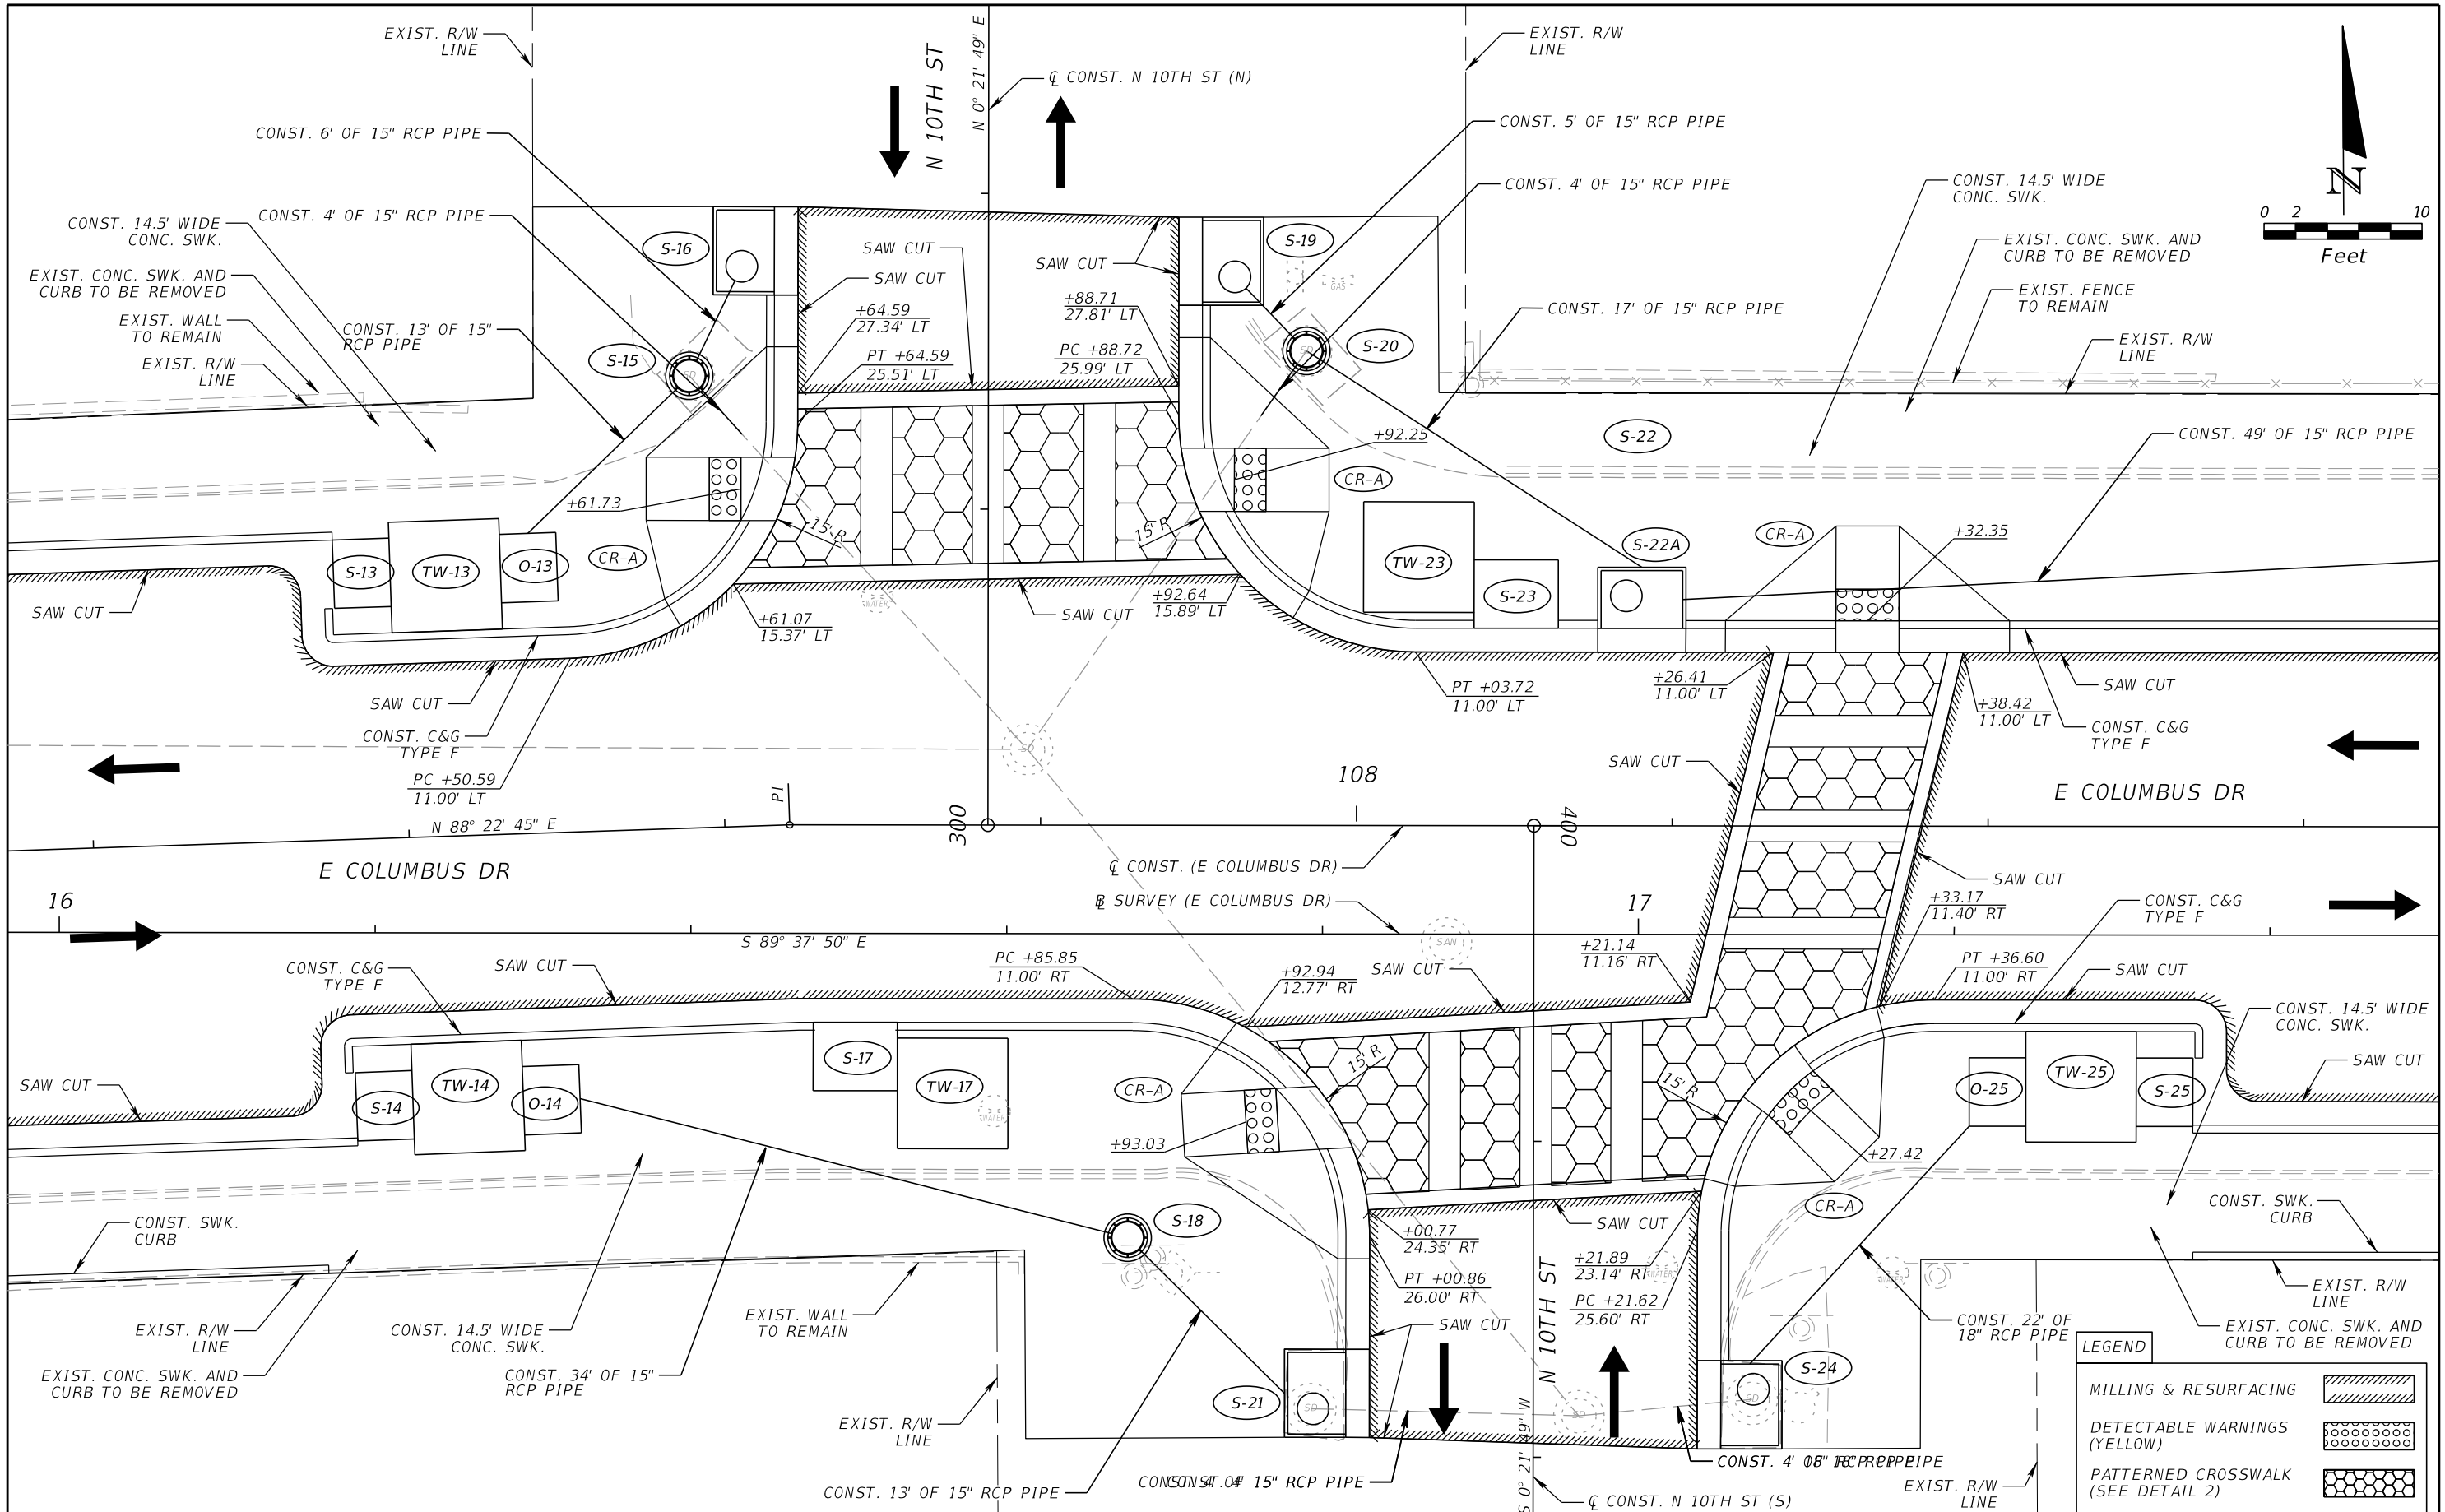 EXIST. R/W
LINE
N 10TH ST
N 0° 21' 49" E
℄ CONST. N 10TH ST (N)
EXIST. R/W
LINE
CONST. 6' OF 15" RCP PIPE
CONST. 5' OF 15" RCP PIPE
CONST. 4' OF 15" RCP PIPE
CONST. 4' OF 15" RCP PIPE
CONST. 14.5' WIDE
CONC. SWK.
CONST. 14.5' WIDE
CONC. SWK.
N
0 2 10
Feet
EXIST. CONC. SWK. AND
CURB TO BE REMOVED
EXIST. WALL
TO REMAIN
EXIST. R/W
LINE
CONST. 13' OF 15"
RCP PIPE
S-16
S-15
SD
SAW CUT
SAW CUT
SAW CUT
+64.59
27.34' LT
PT +64.59
25.51' LT
+88.71
27.81' LT
PC +88.72
25.99' LT
S-19
GAS
S-20
SD
EXIST. CONC. SWK. AND
CURB TO BE REMOVED
EXIST. FENCE
TO REMAIN
CONST. 17' OF 15" RCP PIPE
EXIST. R/W
LINE
+92.25
S-22
CONST. 49' OF 15" RCP PIPE
CR-A
+61.73
15' R
15' R
S-13
TW-13
O-13
CR-A
TW-23
S-23
S-22A
CR-A
+32.35
SAW CUT
WATER
+61.07
15.37' LT
SAW CUT
+92.64
15.89' LT
SAW CUT
CONST. C&G
TYPE F
PC +50.59
11.00' LT
PT +03.72
11.00' LT
+26.41
11.00' LT
SAW CUT
+38.42
11.00' LT
CONST. C&G
TYPE F
SD
SAW CUT
108
PI
300
400
N 88° 22' 45" E
E COLUMBUS DR
E COLUMBUS DR
℄ CONST. (E COLUMBUS DR)
SAW CUT
16
B SURVEY (E COLUMBUS DR)
17
+33.17
11.40' RT
CONST. C&G
TYPE F
S 89° 37' 50" E
SAN
CONST. C&G
TYPE F
SAW CUT
PC +85.85
11.00' RT
+92.94
12.77' RT
SAW CUT
+21.14
11.16' RT
PT +36.60
11.00' RT
SAW CUT
CONST. 14.5' WIDE
CONC. SWK.
SAW CUT
SAW CUT
S-14
TW-14
O-14
S-17
TW-17
WATER
CR-A
15' R
15' R
O-25
TW-25
S-25
+93.03
+27.42
CR-A
CONST. SWK.
CURB
CONST. SWK.
CURB
S-18
+00.77
24.35' RT
PT +00.86
26.00' RT
SAW CUT
+21.89
23.14' RT
WATER
PC +21.62
25.60' RT
WATER
N 10TH ST
EXIST. R/W
LINE
EXIST. CONC. SWK. AND
CURB TO BE REMOVED
CONST. 14.5' WIDE
CONC. SWK.
CONST. 34' OF 15"
RCP PIPE
EXIST. WALL
TO REMAIN
SAW CUT
CONST. 22' OF
18" RCP PIPE
EXIST. R/W
LINE
EXIST. CONC. SWK. AND
CURB TO BE REMOVED
S-21
SD
SD
SD
S-24
EXIST. R/W
LINE
CONST. 13' OF 15" RCP PIPE
15" RCP PIPE
S 0° 21' 49" W
CONST. 4'
℄ CONST. N 10TH ST (S)
EXIST. R/W
LINE
LEGEND
MILLING & RESURFACING
DETECTABLE WARNINGS
(YELLOW)
PATTERNED CROSSWALK
(SEE DETAIL 2)